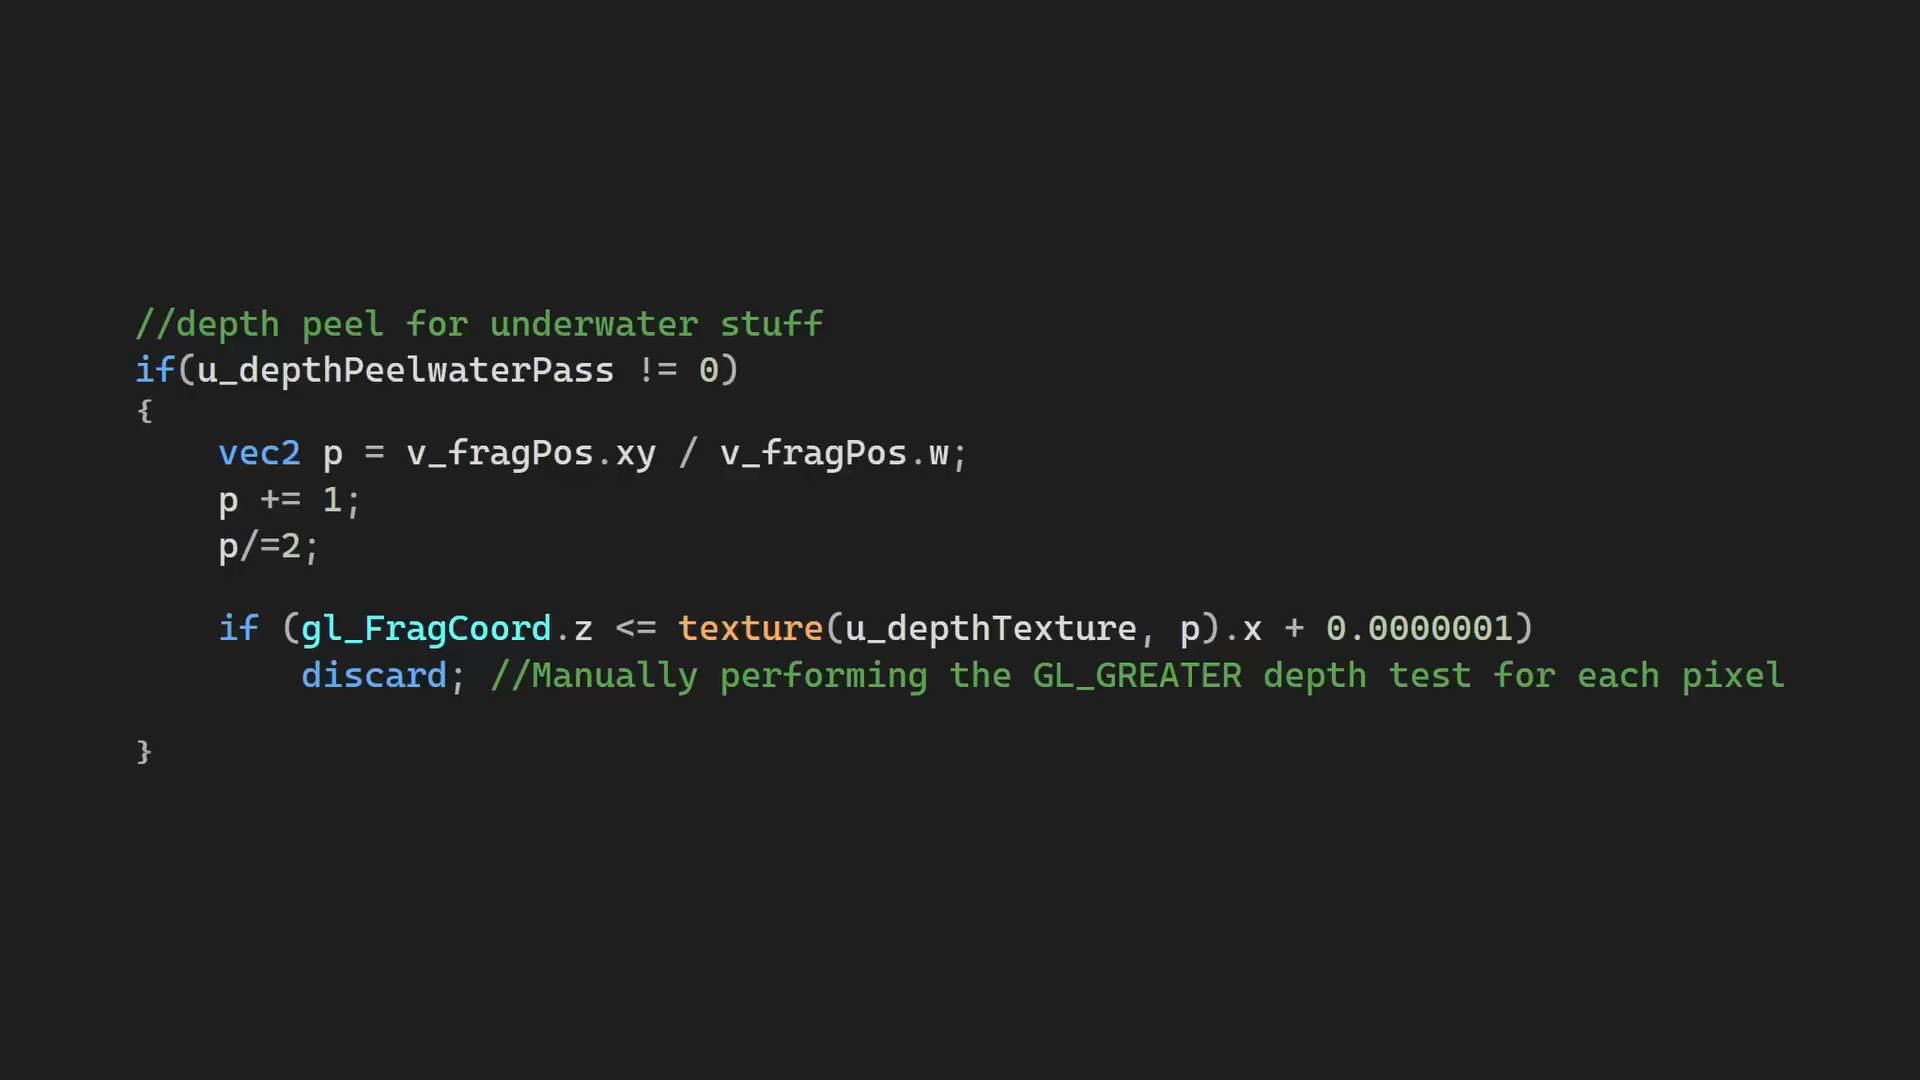 //depth peel for underwater stuff
if(u_depthPeelwaterPass != 0)
{
    vec2 p = v_fragPos.xy / v_fragPos.w;
    p += 1;
    p/=2;
    if (gl_FragCoord.z <= texture(u_depthTexture, p).x + 0.0000001)
        discard; //Manually performing the GL_GREATER depth test for each pixel
}